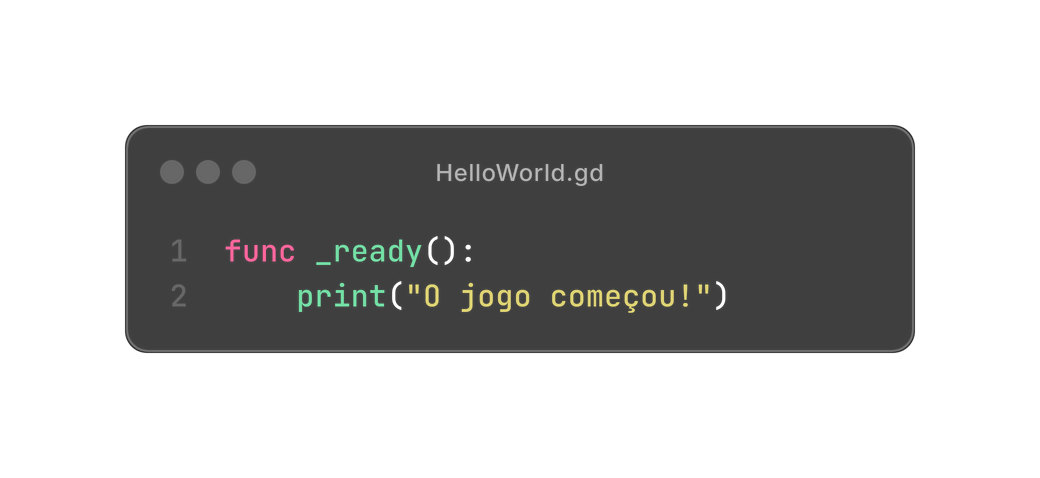 HelloWorld.gd
1 func _ready():
2     print("O jogo começou!")